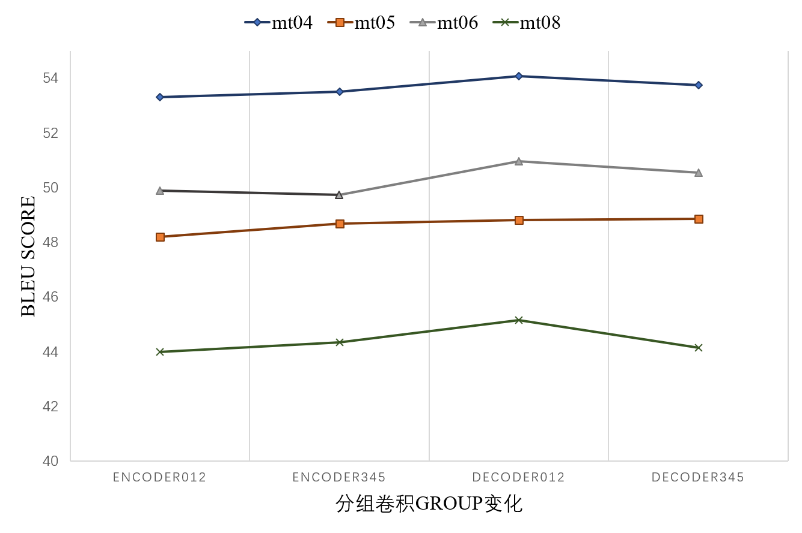 mt04 mt05 mt06 mt08
54
52
50
48
46
44
42
40
BLEU SCORE
ENCODER012 ENCODER345 DECODER012 DECODER345
分组卷积GROUP变化